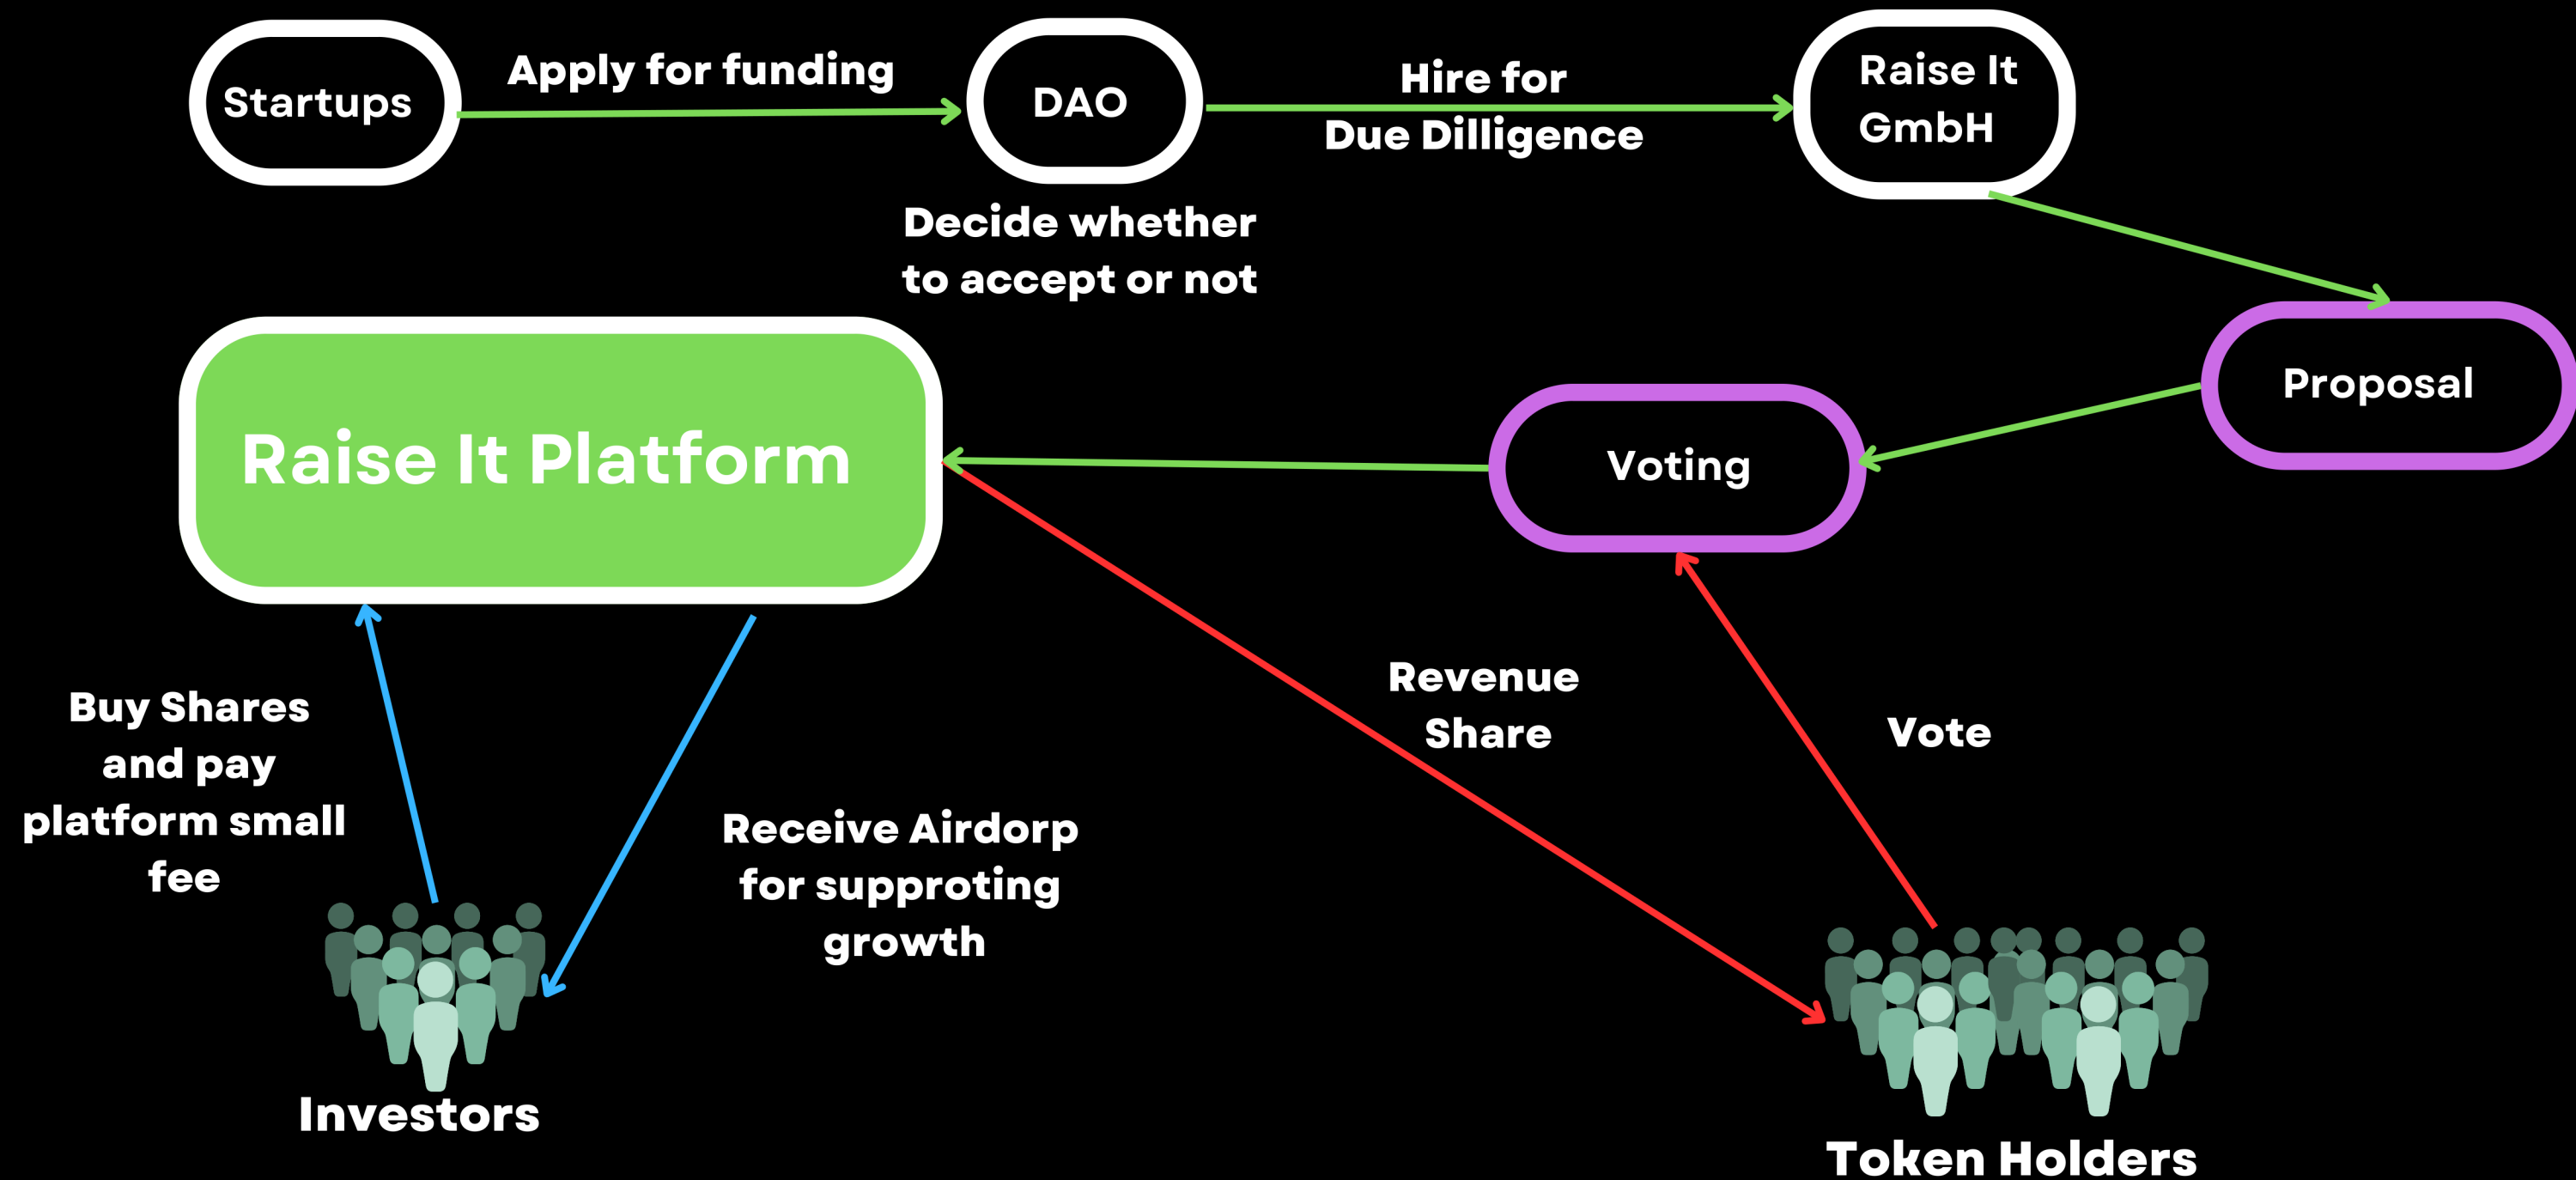 Startups
Apply for funding
DAO
Hire for
Due Dilligence
Raise It
GmbH
Decide whether
to accept or not
Proposal
Voting
Raise It Platform
Revenue
Share
Vote
Buy Shares
and pay
platform small
fee
Receive Airdorp
for supproting
growth
Investors
Token Holders